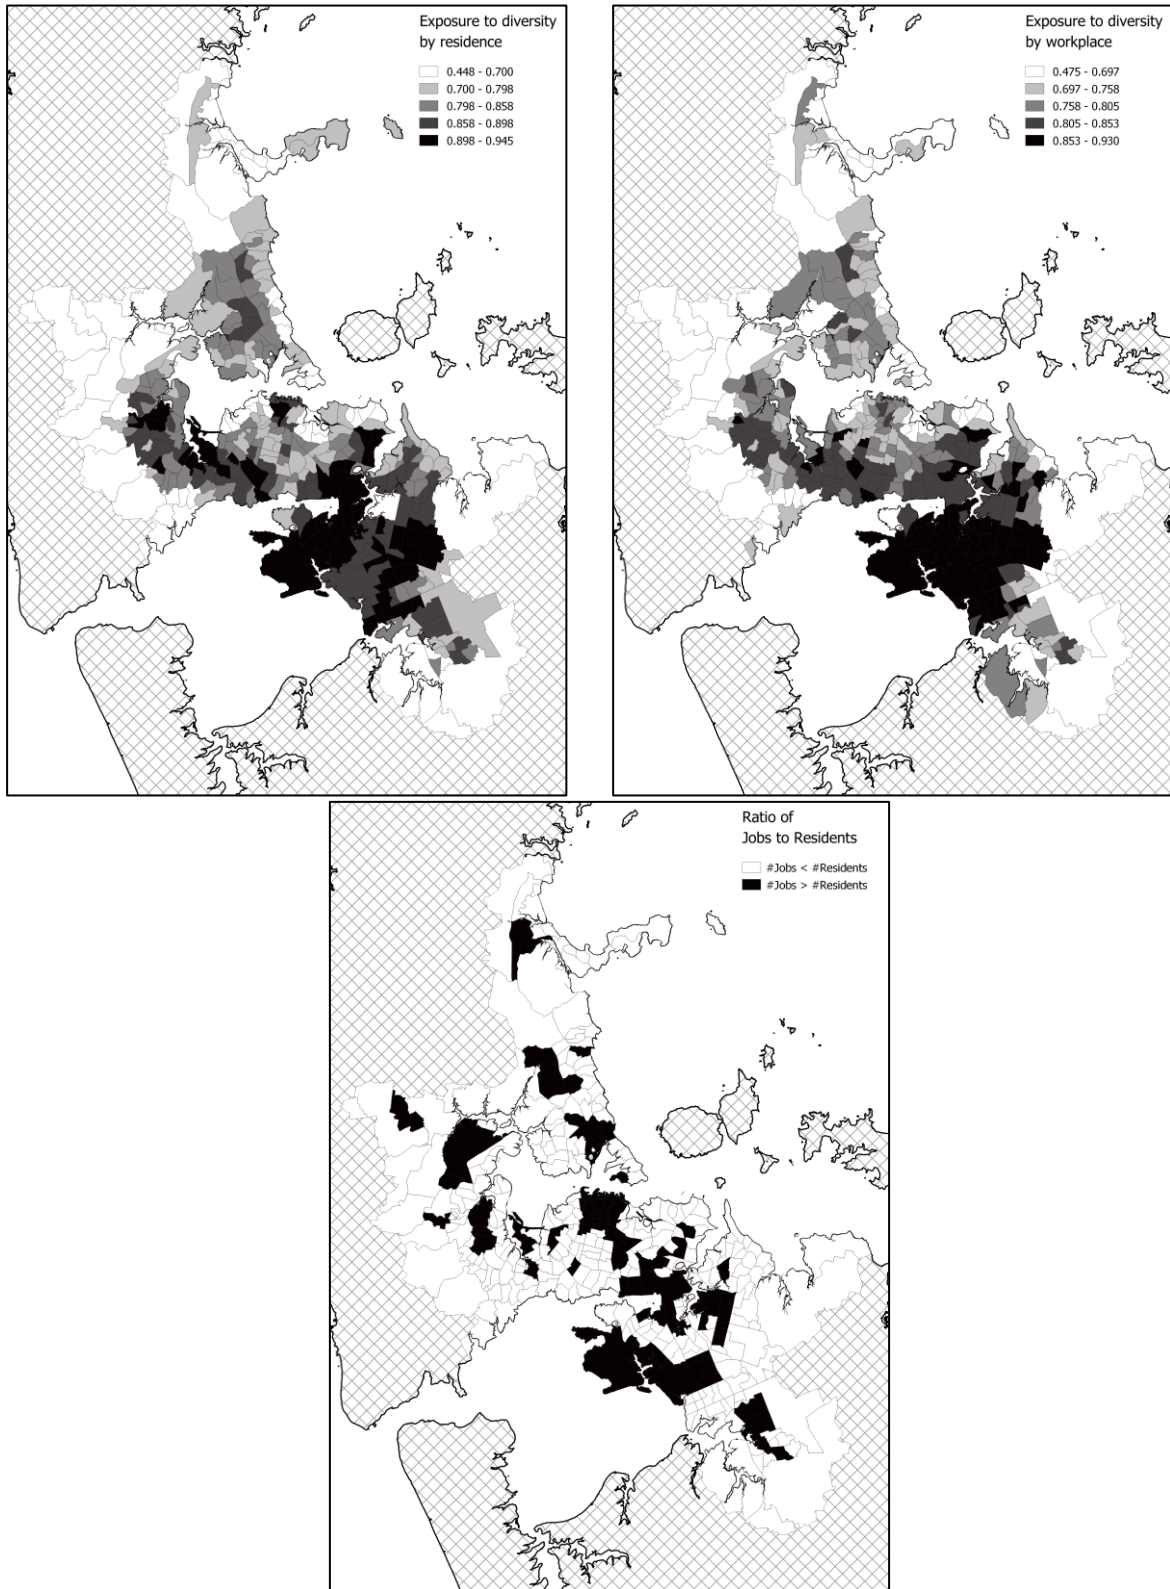 Exposure to diversity
by residence
0.448 - 0.700
0.700 - 0.798
0.798 - 0.858
0.858 - 0.898
0.898 - 0.945
Exposure to diversity
by workplace
0.475 - 0.697
0.697 - 0.758
0.758 - 0.805
0.805 - 0.853
0.853 - 0.930
Ratio of
Jobs to Residents
#Jobs < #Residents
#Jobs > #Residents